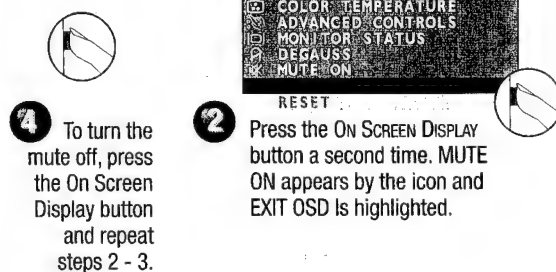 COLOR TEMPERATURE
ADVANCED CONTROLS
MONITOR STATUS
DEGAUSS
MUTE ON
RESET
2 Press the ON SCREEN DISPLAY
button a second time. MUTE
ON appears by the icon and
EXIT OSD Is highlighted.
4 To turn the
mute off, press
the On Screen
Display button
and repeat
steps 2 - 3.